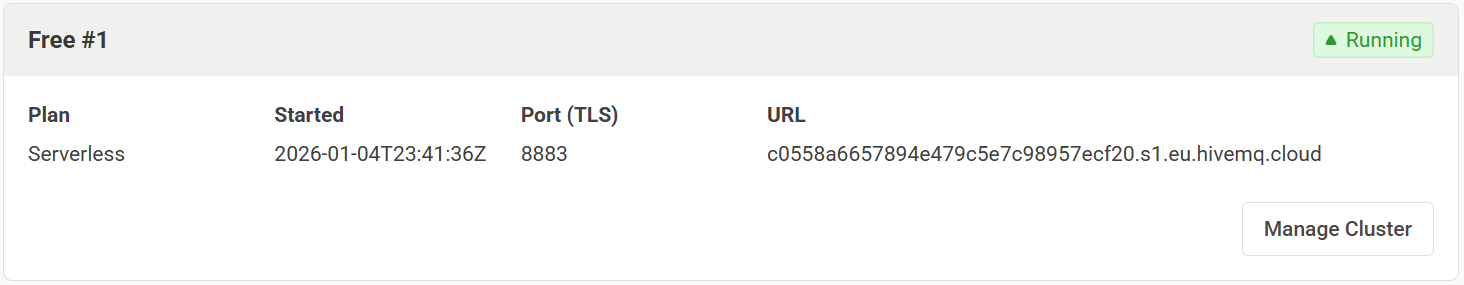 Free #1
Running
Plan Started Port (TLS) URL
Serverless 2026-01-04T23:41:36Z 8883 c0558a6657894e479c5e7c98957ecf20.s1.eu.hivemq.cloud
Manage Cluster